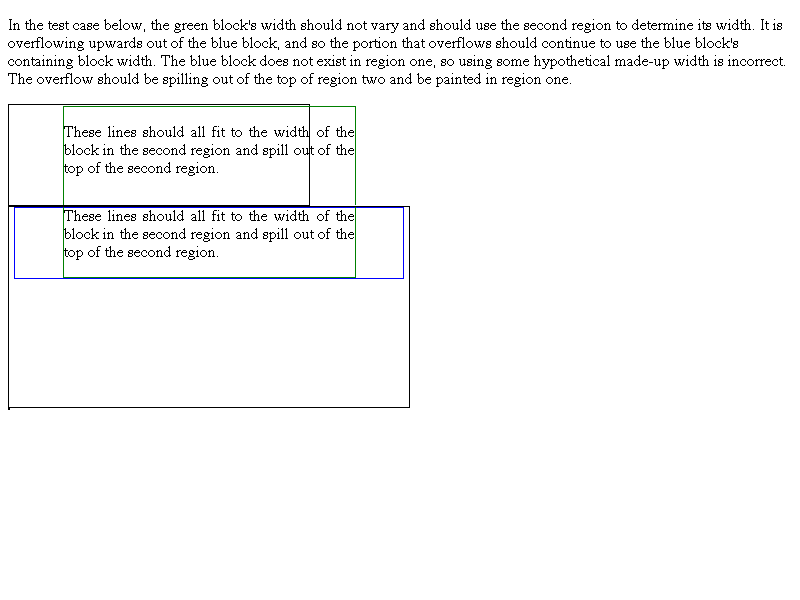 In the test case below, the green block's width should not vary and should use the second region to determine its width. It is
overflowing upwards out of the blue block, and so the portion that overflows should continue to use the blue block's
containing block width. The blue block does not exist in region one, so using some hypothetical made-up width is incorrect.
The overflow should be spilling out of the top of region two and be painted in region one.
These lines should all fit to the width of the
block in the second region and spill out of the
top of the second region.
These lines should all fit to the width of the
block in the second region and spill out of the
top of the second region.